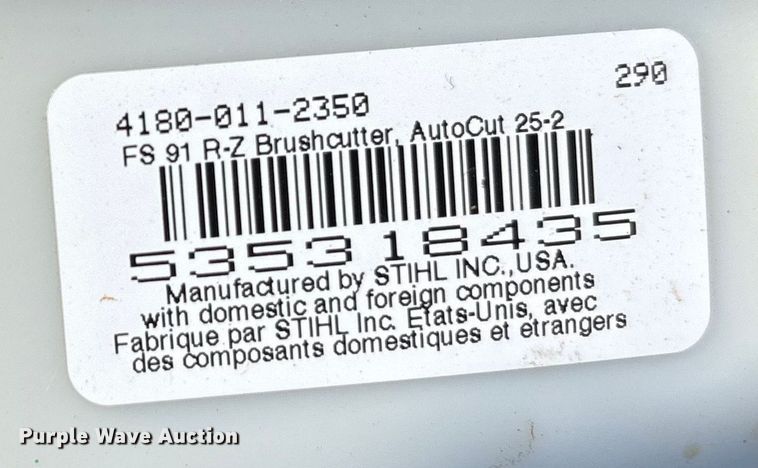 290
4180-011-2350
FS 91 R-Z Brushcutter, AutoCut 25-2
535318435
Manufactured by STIHL INC.,USA.
with domestic and foreign components
Fabrique par STIHL Inc. Etats-Unis, avec
des composants domestiques et etrangers
Purple Wave Auction